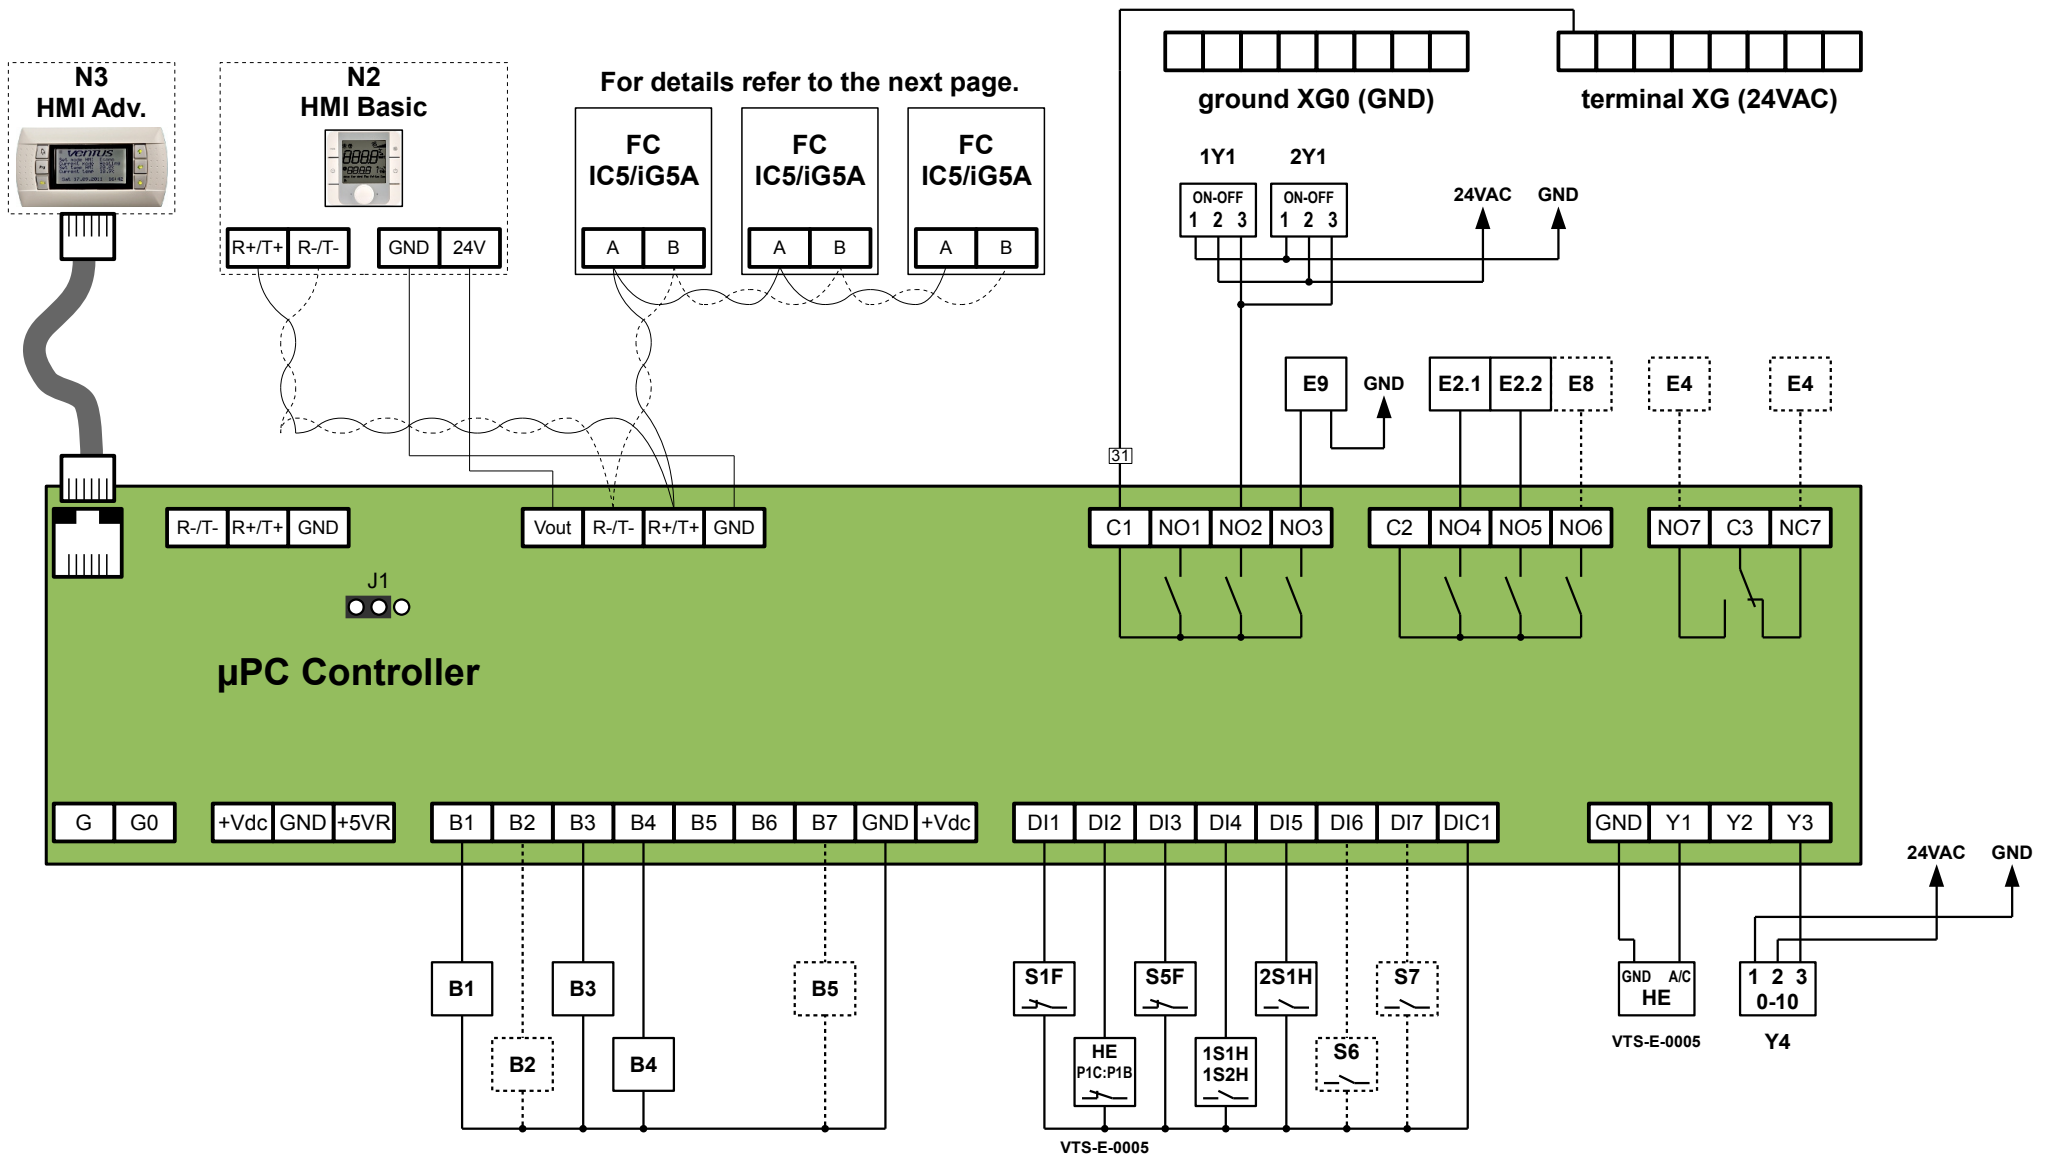 N3
HMI Adv.
VENTUS
N2
HMI Basic
R+/T+ R-/T- GND 24V
For details refer to the next page.
FC
IC5/iG5A
A B
FC
IC5/iG5A
A B
FC
IC5/iG5A
A B
ground XG0 (GND)
terminal XG (24VAC)
1Y1
ON-OFF
1 2 3
2Y1
ON-OFF
1 2 3
24VAC GND
E9 GND E2.1 E2.2 E8 E4 E4
31
R-/T- R+/T+ GND
Vout R-/T- R+/T+ GND
C1 NO1 NO2 NO3
C2 NO4 NO5 NO6
NO7 C3 NC7
J1
µPC Controller
G G0
+Vdc GND +5VR
B1 B2 B3 B4 B5 B6 B7 GND +Vdc
DI1 DI2 DI3 DI4 DI5 DI6 DI7 DIC1
GND Y1 Y2 Y3
24VAC GND
B1 B3 B5
B2 B4
S1F S5F 2S1H S7
HE
P1C:P1B
1S1H
1S2H
S6
VTS-E-0005
GND A/C
HE
VTS-E-0005
1 2 3
0-10
Y4